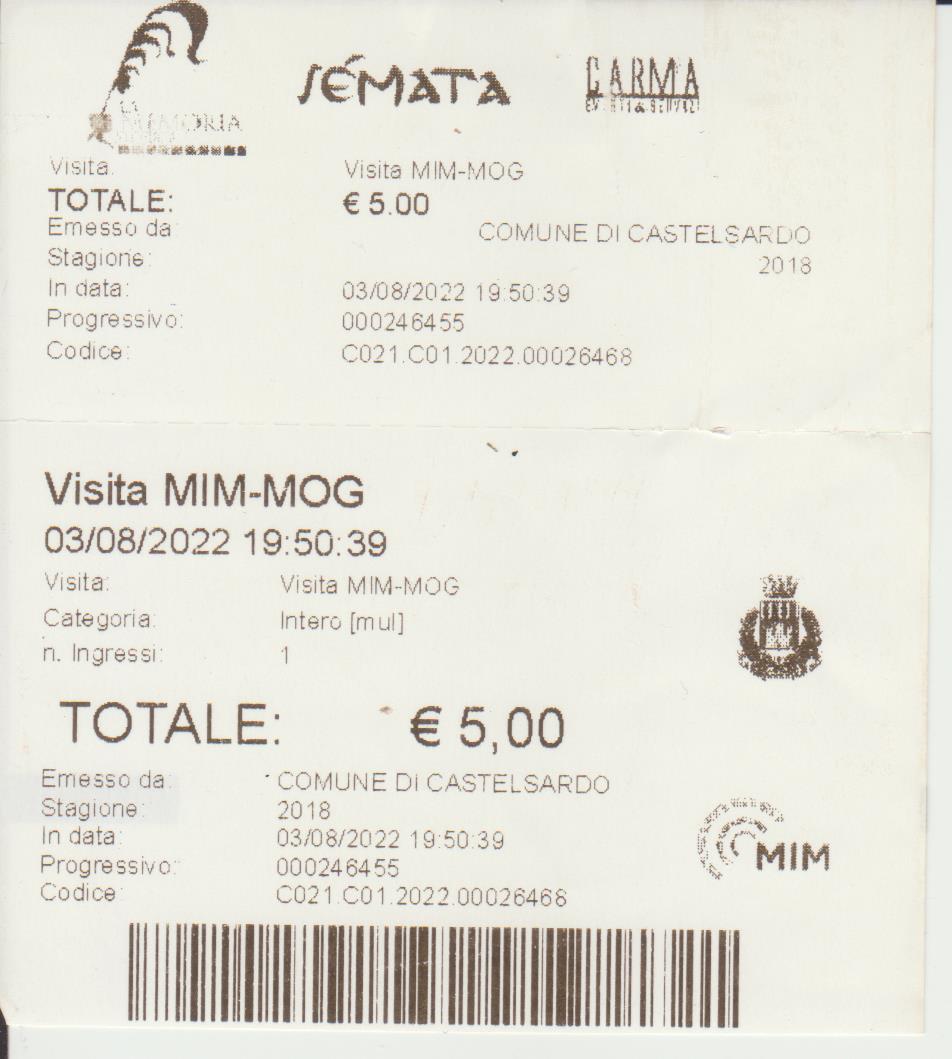 LA
MEMORIA
SÉMATA
CARMA
Visita: Visita MIM-MOG
TOTALE: € 5.00
Emesso da: COMUNE DI CASTELSARDO
Stagione: 2018
In data: 03/08/2022 19:50:39
Progressivo: 000246455
Codice: C021.C01.2022.00026468
Visita MIM-MOG
03/08/2022 19:50:39
Visita: Visita MIM-MOG
Categoria: Intero [mul]
n. Ingressi: 1
TOTALE: € 5,00
Emesso da: COMUNE DI CASTELSARDO
Stagione: 2018
In data: 03/08/2022 19:50:39
Progressivo: 000246455
Codice: C021.C01.2022.00026468
MIM